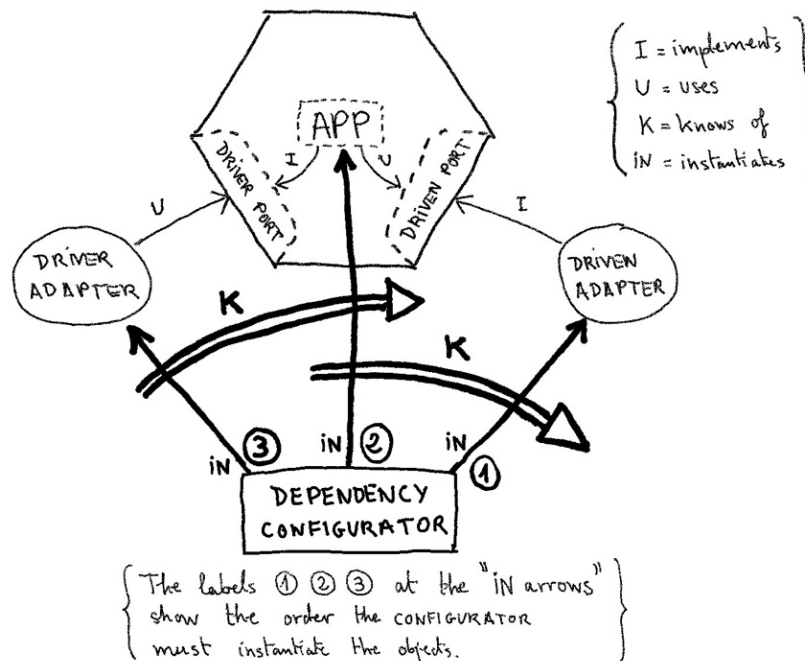 I = implements
U = uses
K = knows of
iN = instantiates
APP
I
U
DRIVER PORT
DRIVEN PORT
U
I
DRIVER
ADAPTER
DRIVEN
ADAPTER
K
K
iN
3
iN
2
iN
1
DEPENDENCY
CONFIGURATOR
The labels 1 2 3 at the "iN arrows"
show the order the CONFIGURATOR
must instantiate the objects.